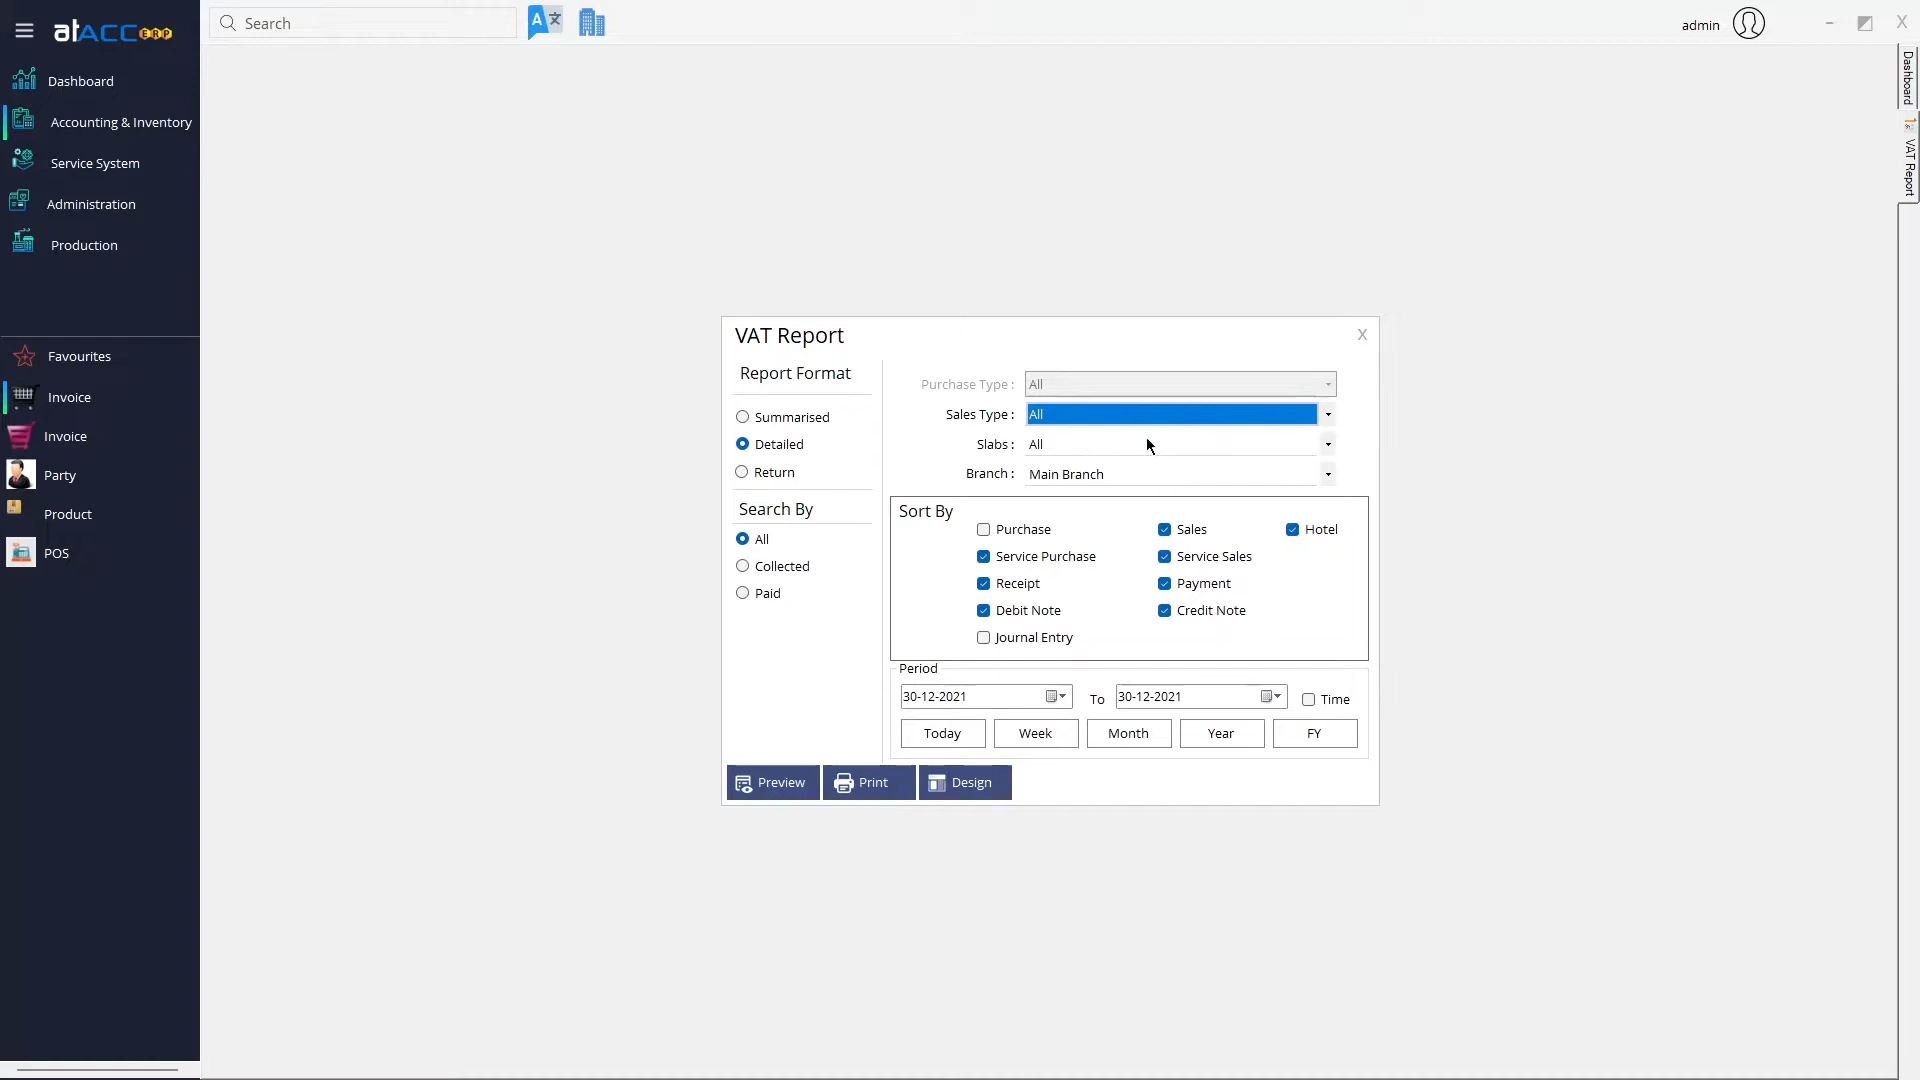 atACC ERP
Search
admin
X
Dashboard
Accounting & Inventory
Service System
Administration
Production
Favourites
Invoice
Invoice
Party
Product
POS
Dashboard
VAT Report
VAT Report
X
Report Format
Summarised
Detailed
Return
Search By
All
Collected
Paid
Purchase Type : All
Sales Type : All
Slabs : All
Branch : Main Branch
Sort By
Purchase Sales Hotel
Service Purchase Service Sales
Receipt Payment
Debit Note Credit Note
Journal Entry
Period
30-12-2021 To 30-12-2021 Time
Today Week Month Year FY
Preview Print Design